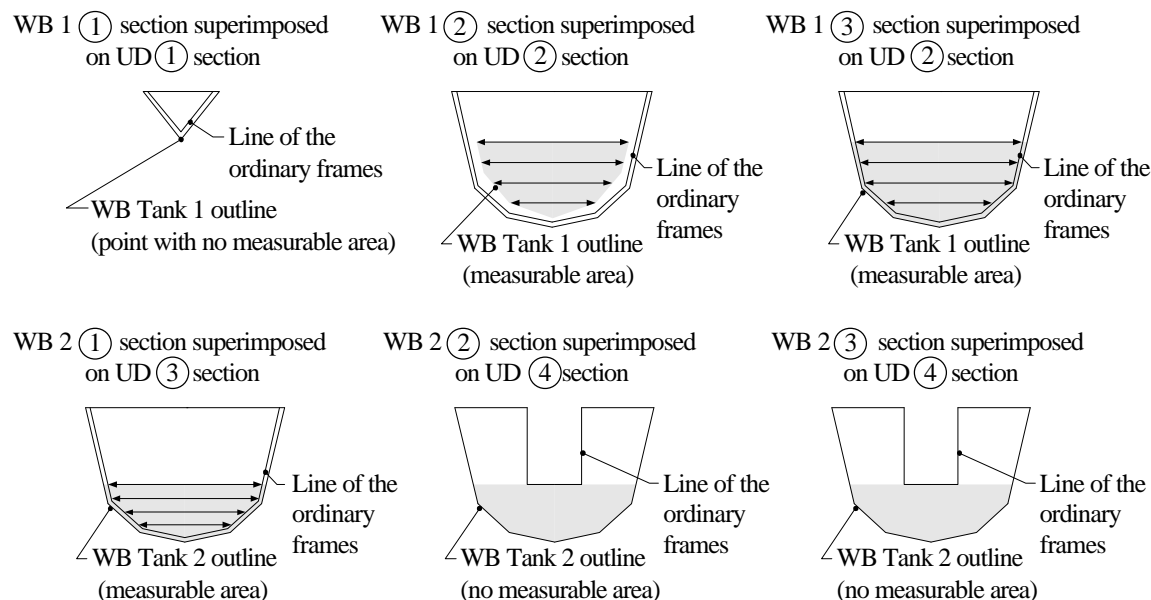 WB 1 ① section superimposed
on UD ① section
Line of the
ordinary frames
WB Tank 1 outline
(point with no measurable area)
WB 1 ② section superimposed
on UD ② section
Line of the
ordinary
frames
WB Tank 1 outline
(measurable area)
WB 1 ③ section superimposed
on UD ② section
Line of the
ordinary
frames
WB Tank 1 outline
(measurable area)
WB 2 ① section superimposed
on UD ③ section
Line of the
ordinary
frames
WB Tank 2 outline
(measurable area)
WB 2 ② section superimposed
on UD ④ section
Line of the
ordinary
frames
WB Tank 2 outline
(no measurable area)
WB 2 ③ section superimposed
on UD ④ section
Line of the
ordinary
frames
WB Tank 2 outline
(no measurable area)